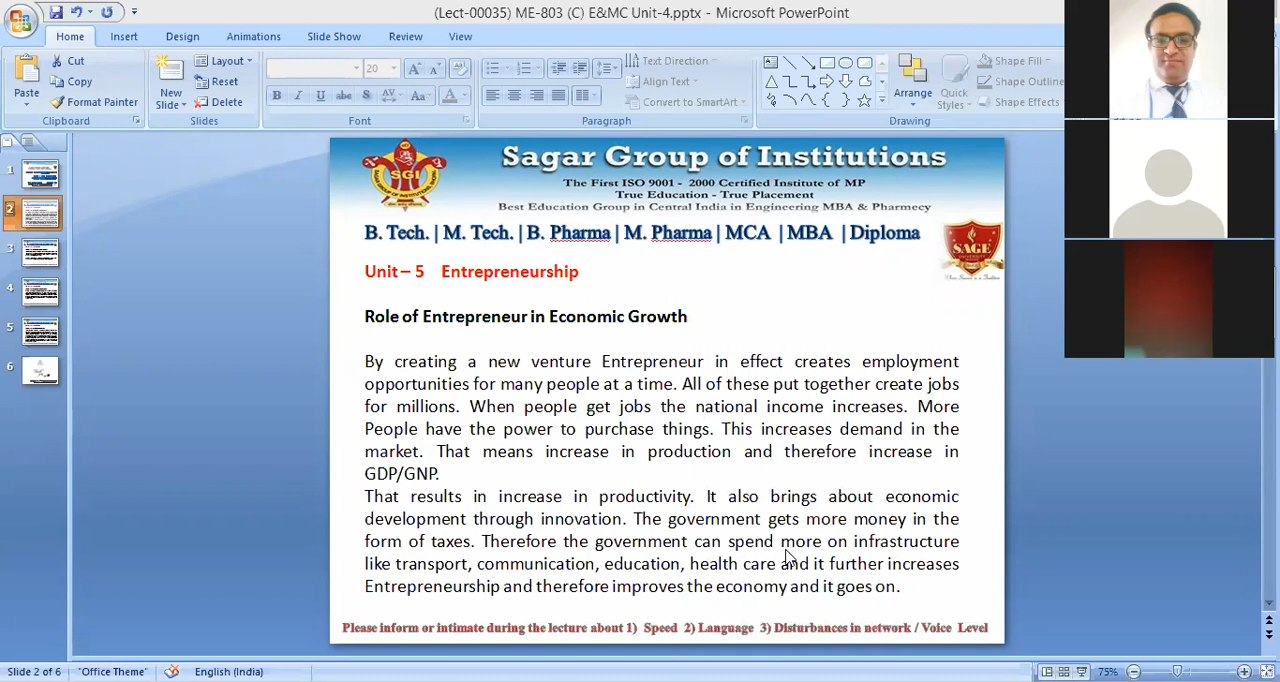 (Lect-00035) ME-803 (C) E&MC Unit-4.pptx - Microsoft PowerPoint
Home Insert Design Animations Slide Show Review View
Paste
Cut
Copy
Format Painter
Clipboard
New Slide
Layout
Reset
Delete
Slides
20
B I U abc S AV Aa A
Font
Text Direction
Align Text
Convert to SmartArt
Paragraph
Arrange
Quick Styles
Shape Fill
Shape Outline
Shape Effects
Drawing
1
2
3
4
5
6
SGI
Sagar Group of Institutions
The First ISO 9001 - 2000 Certified Institute of MP
True Education - True Placement
Best Education Group in Central India in Engineering MBA & Pharmecy
B. Tech. | M. Tech. | B. Pharma | M. Pharma | MCA | MBA | Diploma
SAGE
Unit – 5 Entrepreneurship
Role of Entrepreneur in Economic Growth
By creating a new venture Entrepreneur in effect creates employment
opportunities for many people at a time. All of these put together create jobs
for millions. When people get jobs the national income increases. More
People have the power to purchase things. This increases demand in the
market. That means increase in production and therefore increase in
GDP/GNP.
That results in increase in productivity. It also brings about economic
development through innovation. The government gets more money in the
form of taxes. Therefore the government can spend more on infrastructure
like transport, communication, education, health care and it further increases
Entrepreneurship and therefore improves the economy and it goes on.
Please inform or intimate during the lecture about 1) Speed 2) Language 3) Disturbances in network / Voice Level
Slide 2 of 6 "Office Theme" English (India) 75%